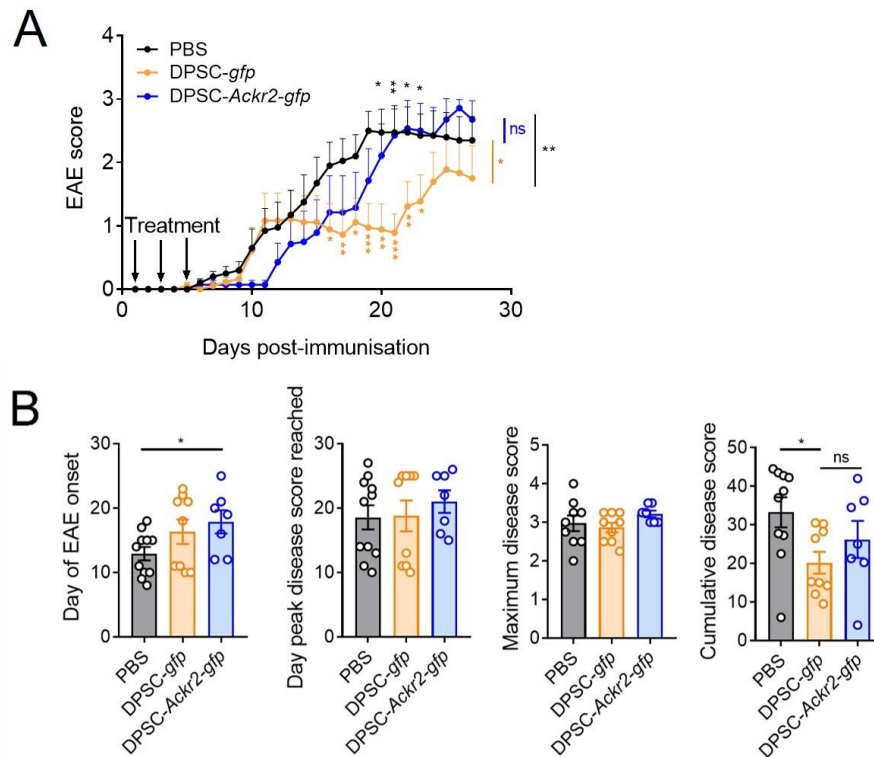 A
4
3
2
1
0
EAE score
PBS
DPSC-gfp
DPSC-Ackr2-gfp
* ** * *
Treatment
* ** * *** ** *** ** *
ns
*
**
0 10 20 30
Days post-immunisation
B
Day of EAE onset
30
20
10
0
*
PBS
DPSC-gfp
DPSC-Ackr2-gfp
Day peak disease score reached
30
20
10
0
PBS
DPSC-gfp
DPSC-Ackr2-gfp
Maximum disease score
5
4
3
2
1
0
PBS
DPSC-gfp
DPSC-Ackr2-gfp
Cumulative disease score
50
40
30
20
10
0
*
ns
PBS
DPSC-gfp
DPSC-Ackr2-gfp